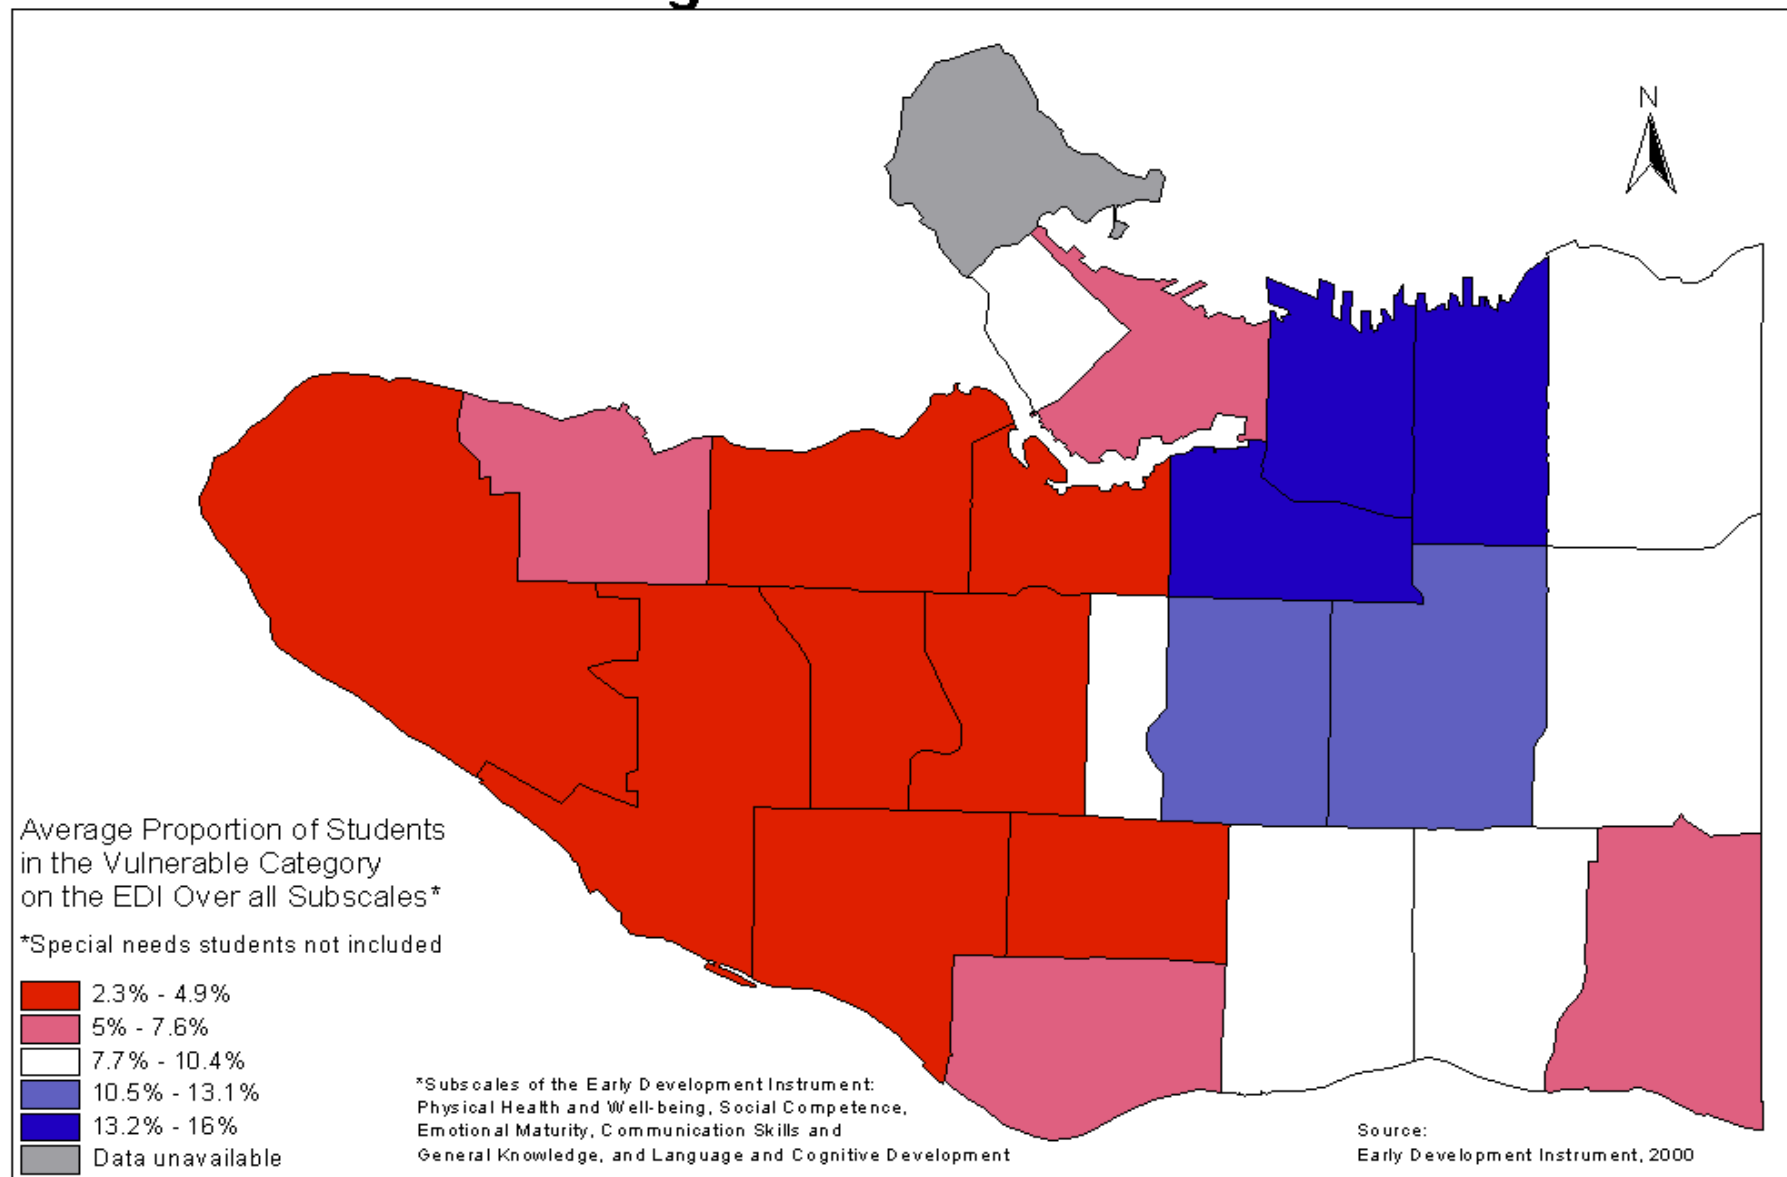 N
Average Proportion of Students
in the Vulnerable Category
on the EDI Over all Subscales*
*Special needs students not included
2.3% - 4.9%
5% - 7.6%
7.7% - 10.4%
10.5% - 13.1%
13.2% - 16%
Data unavailable
*Subscales of the Early Development Instrument:
Physical Health and Well-being, Social Competence,
Emotional Maturity, Communication Skills and
General Knowledge, and Language and Cognitive Development
Source:
Early Development Instrument, 2000